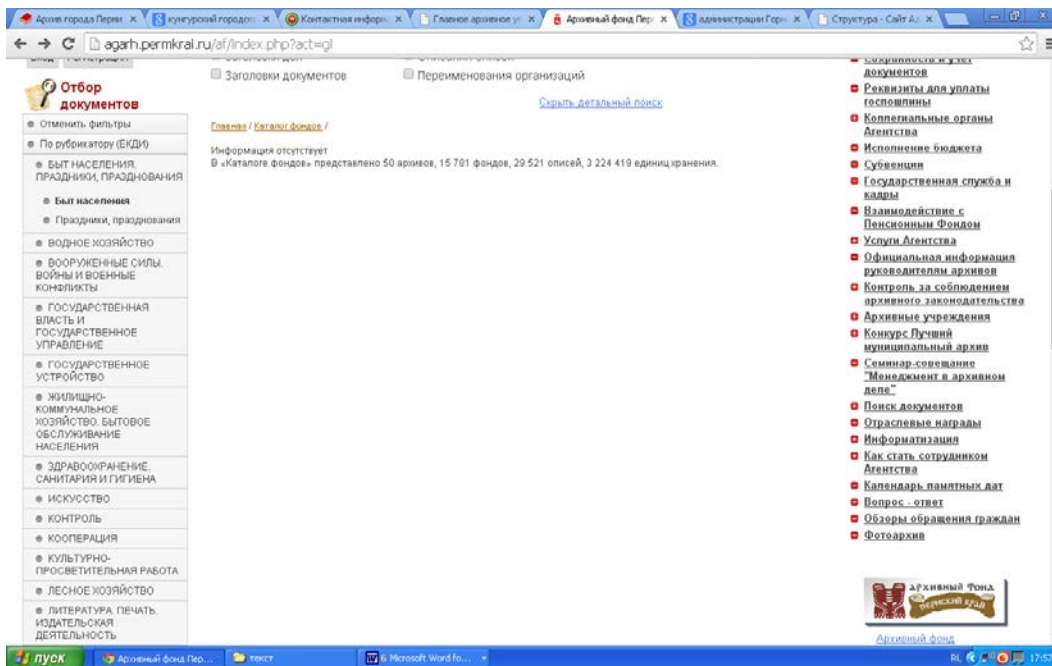 Архив города Перми
кунгурский городско
Контактная информ
Главное архивное у
Архивный фонд Пер
администрации Горн
Структура - Сайт Ад
agarh.permkrai.ru/af/index.php?act=gl
Заголовки документов
Переименования организаций
Скрыть детальный поиск
Отбор
документов
Отменить фильтры
По рубрикатору (ЕКДИ)
БЫТ НАСЕЛЕНИЯ.
ПРАЗДНИКИ, ПРАЗДНОВАНИЯ
Быт населения
Праздники, празднования
ВОДНОЕ ХОЗЯЙСТВО
ВООРУЖЕННЫЕ СИЛЫ.
ВОЙНЫ И ВОЕННЫЕ
КОНФЛИКТЫ
ГОСУДАРСТВЕННАЯ
ВЛАСТЬ И
ГОСУДАРСТВЕННОЕ
УПРАВЛЕНИЕ
ГОСУДАРСТВЕННОЕ
УСТРОЙСТВО
ЖИЛИЩНО-
КОММУНАЛЬНОЕ
ХОЗЯЙСТВО. БЫТОВОЕ
ОБСЛУЖИВАНИЕ
НАСЕЛЕНИЯ
ЗДРАВООХРАНЕНИЕ.
САНИТАРИЯ И ГИГИЕНА
ИСКУССТВО
КОНТРОЛЬ
КООПЕРАЦИЯ
КУЛЬТУРНО-
ПРОСВЕТИТЕЛЬНАЯ РАБОТА
ЛЕСНОЕ ХОЗЯЙСТВО
ЛИТЕРАТУРА. ПЕЧАТЬ.
ИЗДАТЕЛЬСКАЯ
ДЕЯТЕЛЬНОСТЬ
Главная / Каталог фондов /
Информация отсутствует
В «Каталоге фондов» представлено 50 архивов, 15 781 фондов, 29 521 описей, 3 224 419 единиц хранения.
Сохранность и учет
документов
Реквизиты для уплаты
госпошлины
Коллегиальные органы
Агентства
Исполнение бюджета
Субвенции
Государственная служба и
кадры
Взаимодействие с
Пенсионным Фондом
Услуги Агентства
Официальная информация
руководителям архивов
Контроль за соблюдением
архивного законодательства
Архивные учреждения
Конкурс Лучший
муниципальный архив
Семинар-совещание
"Менеджмент в архивном
деле"
Поиск документов
Отраслевые награды
Информатизация
Как стать сотрудником
Агентства
Календарь памятных дат
Вопрос - ответ
Обзоры обращения граждан
Фотоархив
архивный фонд
пермский край
Архивный фонд
пуск
Архивный фонд Пер...
текст
6 Microsoft Word fo...
RL
17:57